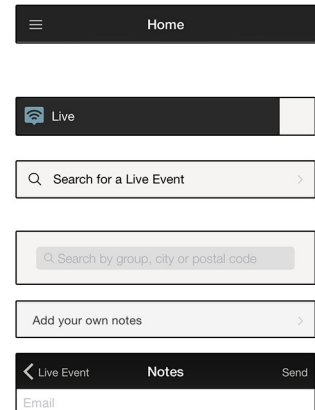 Home
Live
Search for a Live Event
Search by group, city or postal code
Add your own notes
Live Event Notes Send
Email